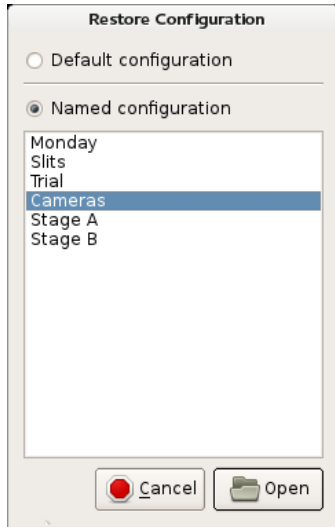 Restore Configuration
Default configuration
Named configuration
Monday
Slits
Trial
Cameras
Stage A
Stage B
Cancel
Open